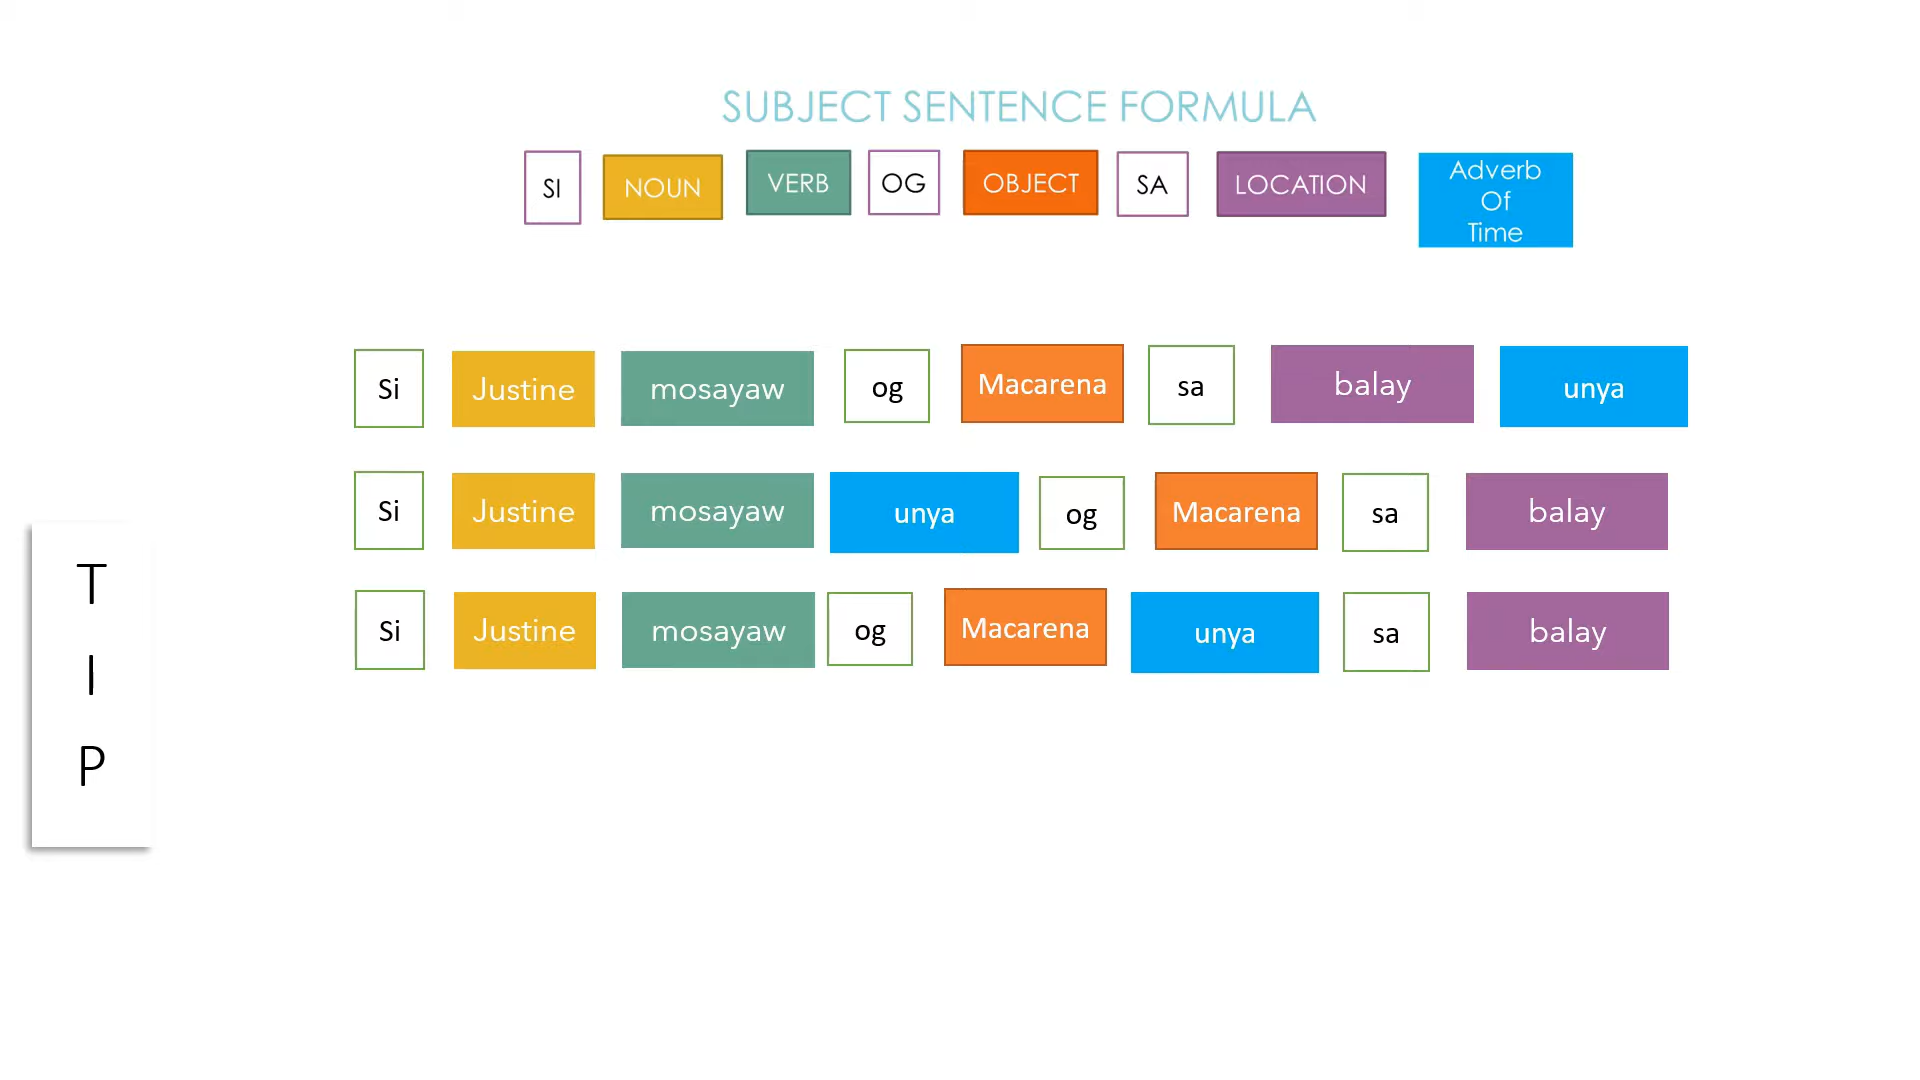 SUBJECT SENTENCE FORMULA
SI NOUN VERB OG OBJECT SA LOCATION Adverb
Of
Time
Si Justine mosayaw og Macarena sa balay unya
Si Justine mosayaw unya og Macarena sa balay
Si Justine mosayaw og Macarena unya sa balay
T
I
P